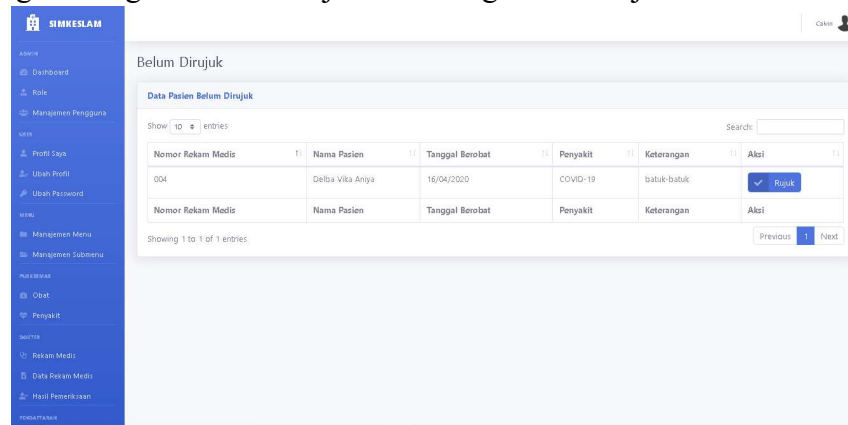 SIMKESLAM
Calvin
ADMIN
Dashboard
Role
Manajemen Pengguna
USER
Profil Saya
Ubah Profil
Ubah Password
MENU
Manajemen Menu
Manajemen Submenu
PUSKESMAS
Obat
Penyakit
DOKTER
Rekam Medis
Data Rekam Medis
Hasil Pemeriksaan
PENDAFTARAN
Belum Dirujuk
Data Pasien Belum Dirujuk
Show 10 entries
Search:
Nomor Rekam Medis Nama Pasien Tanggal Berobat Penyakit Keterangan Aksi
004 Delba Vika Aniya 16/04/2020 COVID-19 batuk-batuk Rujuk
Nomor Rekam Medis Nama Pasien Tanggal Berobat Penyakit Keterangan Aksi
Showing 1 to 1 of 1 entries
Previous 1 Next